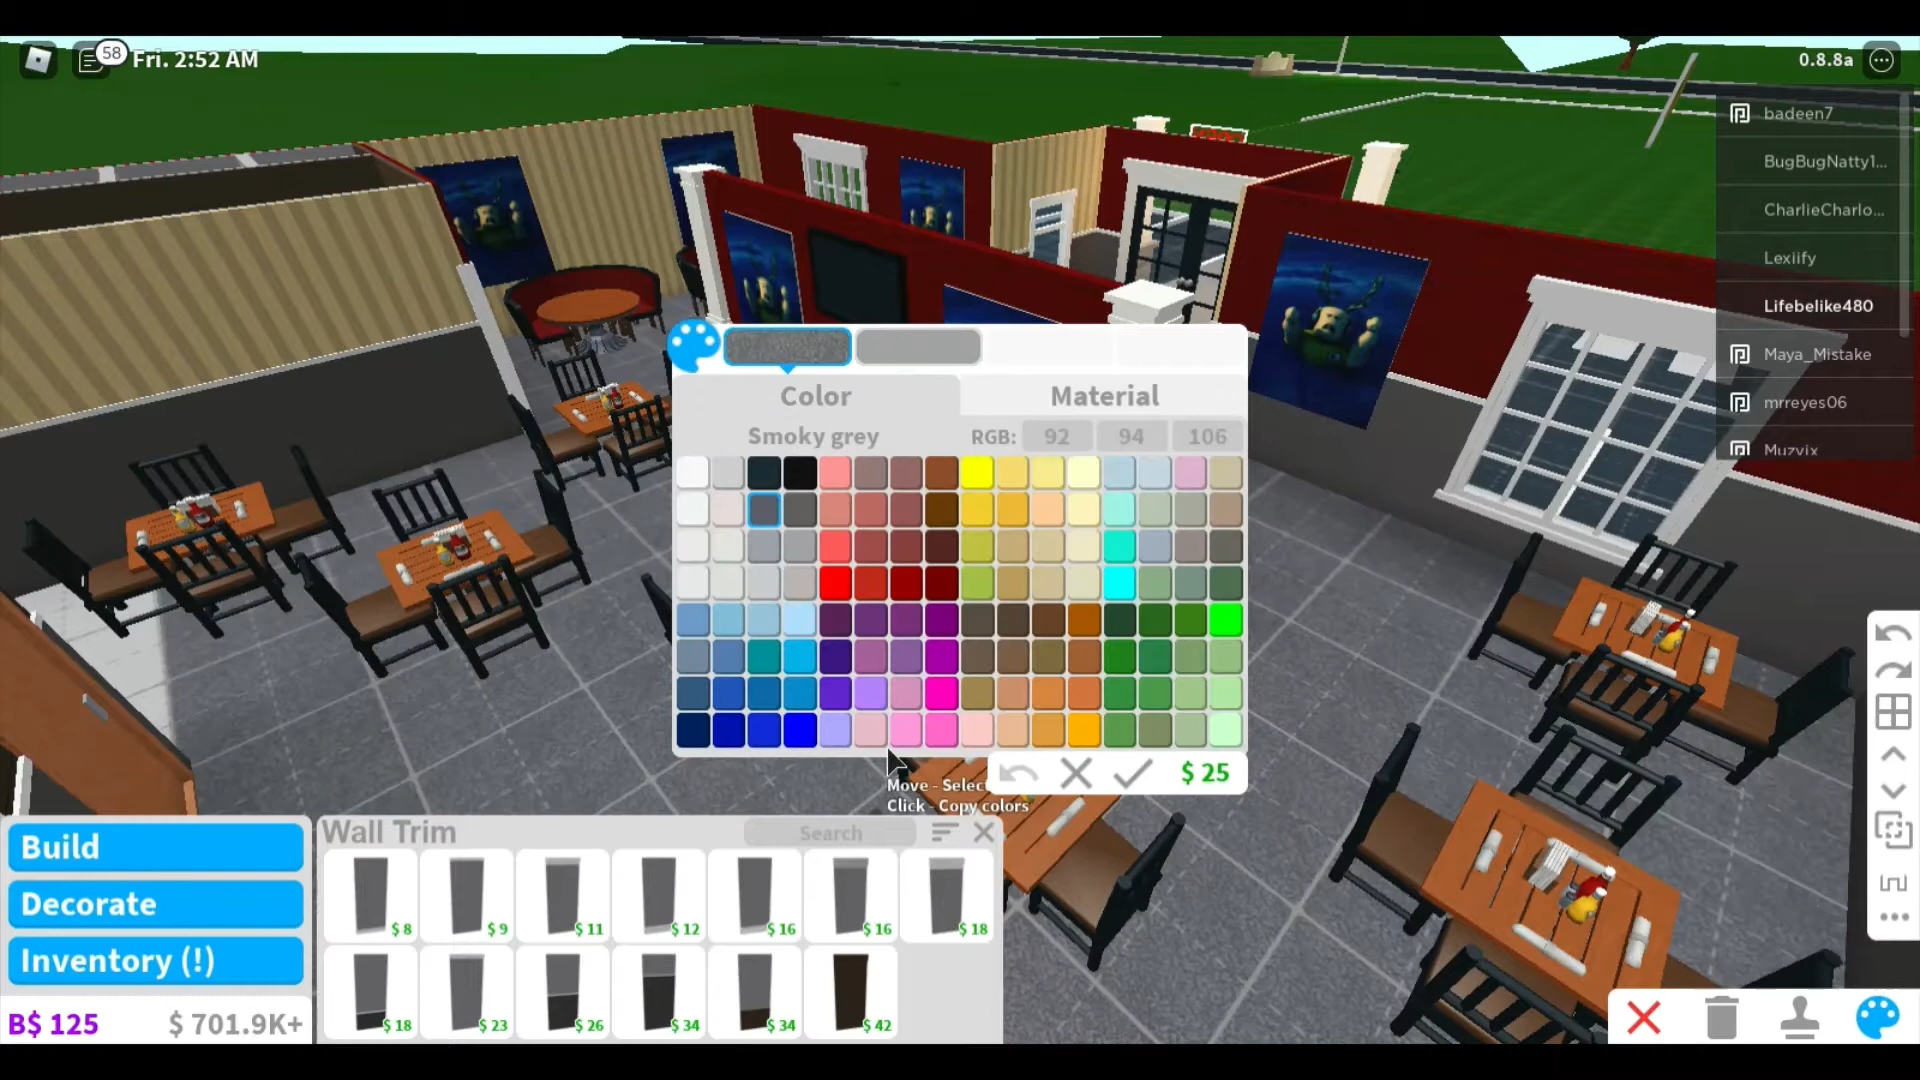 58
Fri. 2:52 AM
0.8.8a
badeen7
BugBugNatty1...
CharlieCharlo...
Lexiify
Lifebelike480
Maya_Mistake
mrreyes06
Muzvix
Color
Material
Smoky grey
RGB: 92 94 106
$ 25
Move - Selec
Click - Copy colors
Build
Decorate
Inventory (!)
B$ 125
$ 701.9K+
Wall Trim
Search
$ 8
$ 9
$ 11
$ 12
$ 16
$ 16
$ 18
$ 18
$ 23
$ 26
$ 34
$ 34
$ 42